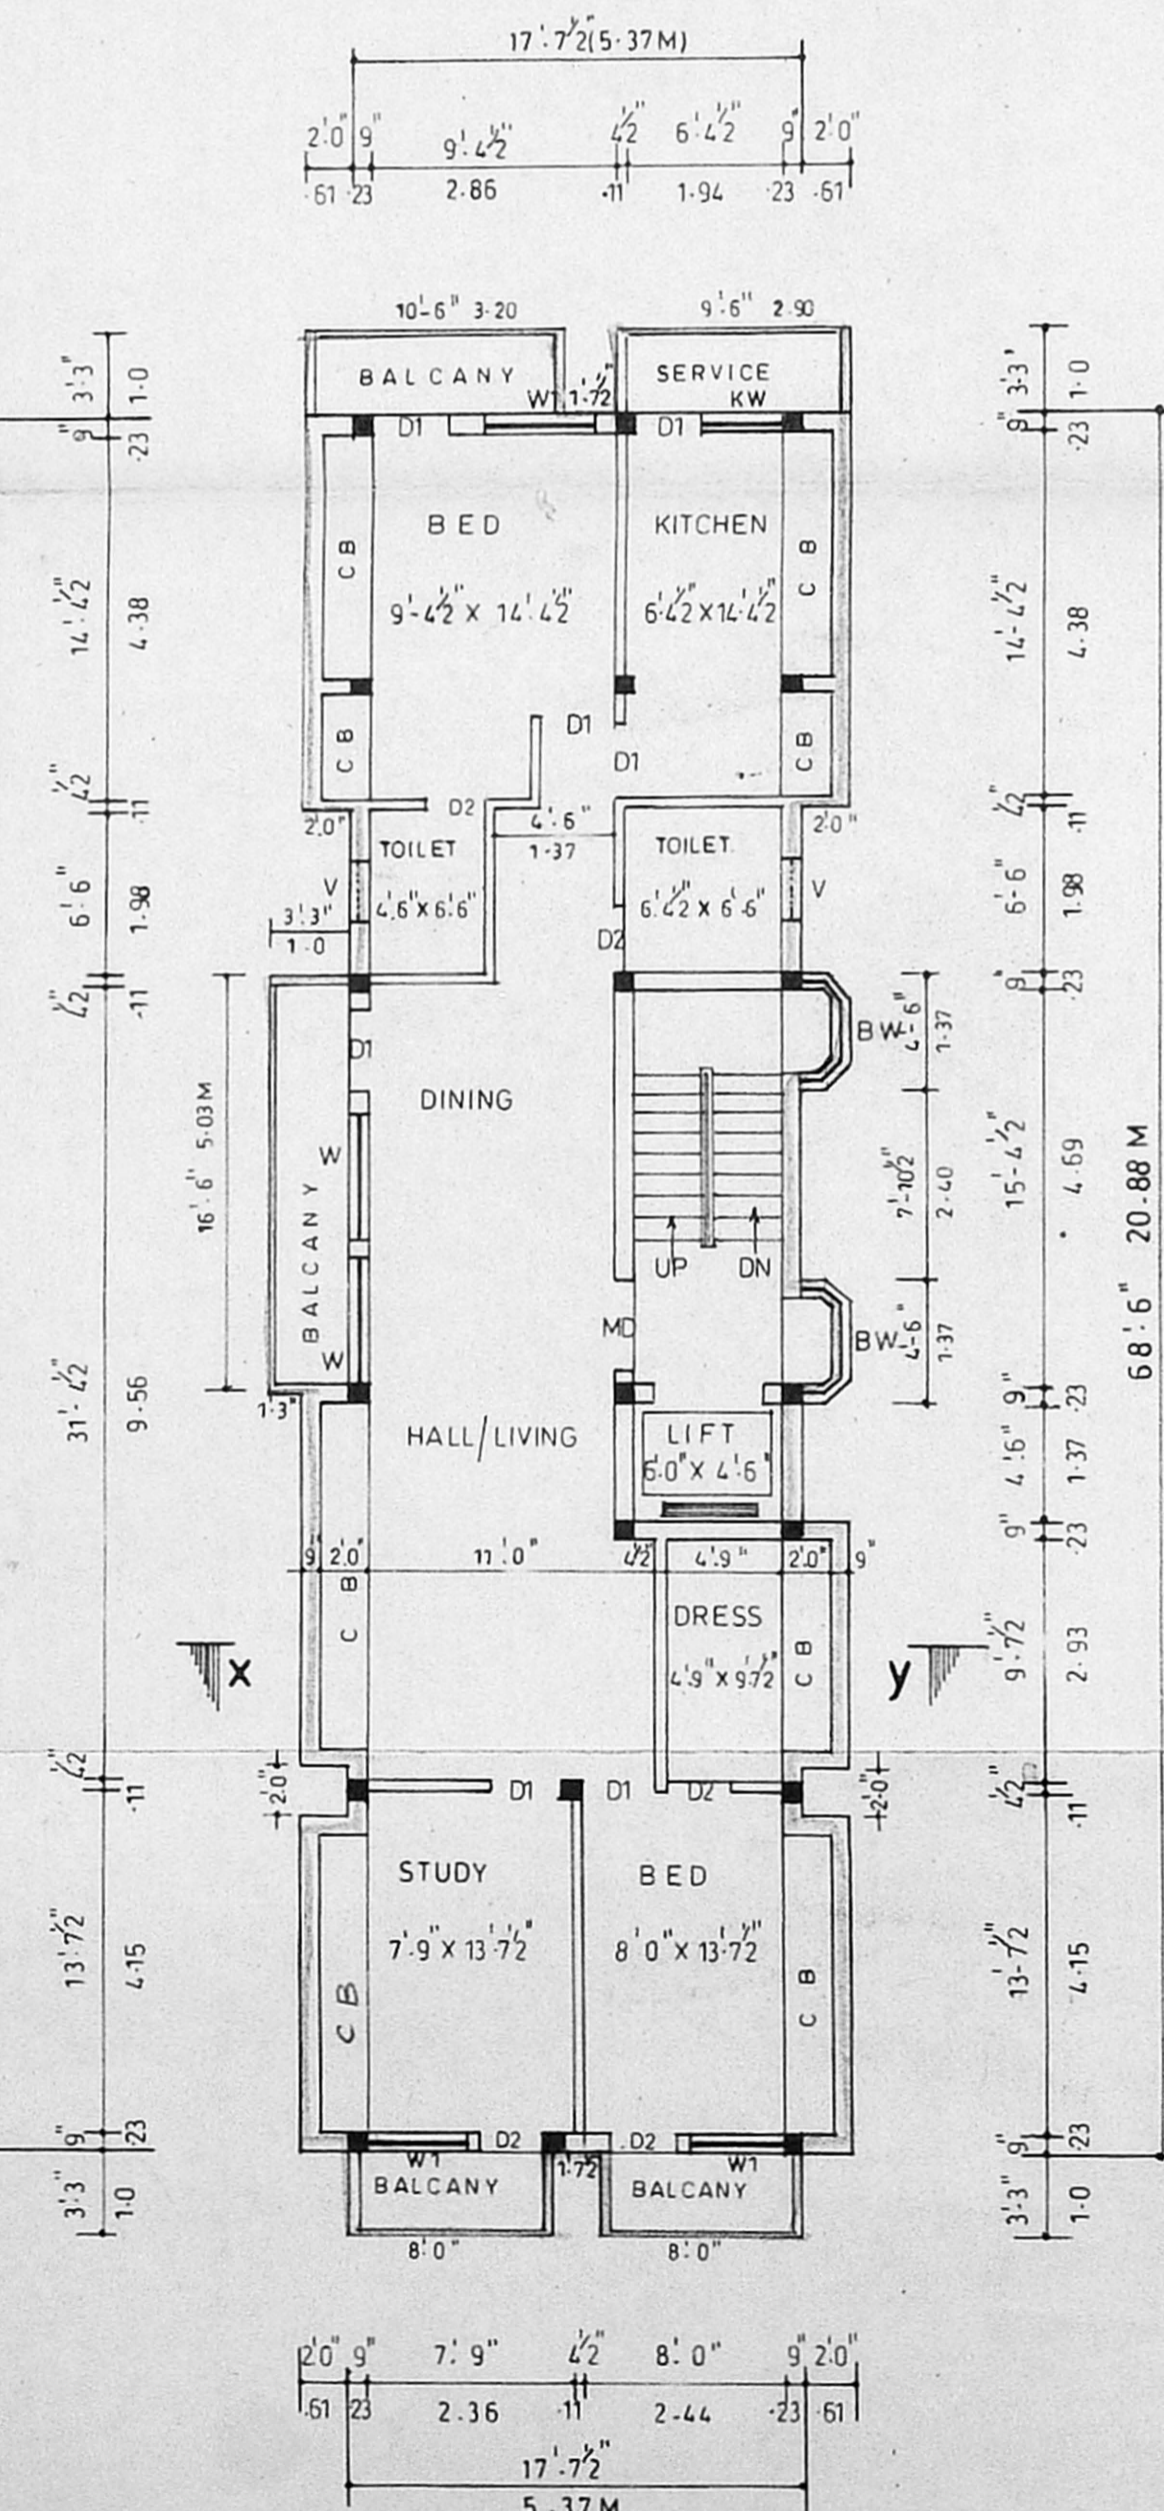 17'.7½"(5.37M)
2'.0" 9" 9'.4½" 4½" 6'.4½" 9" 2'.0"
.61 .23 2.86 .11 1.94 .23 .61
10'-6" 3.20 9'.6" 2.90
3'.3" 1.0 BALCANY SERVICE 3'.3' 1.0
W1 1'.7½" KW
9" .23 D1 D1 9" .23
BED KITCHEN
CB CB
14'.4½" 4.38 9'-4½" X 14'.4½" 6'.4½" X 14'.4½" 14'-4½" 4.38
D1
CB D1 CB
4½" .11 D2 4½" .11
2'.0" 4'.6" 2'.0"
TOILET 1.37 TOILET
V V
6'.6" 1.98 4'.6" X 6'.6" 6'.4½ X 6'.6" 6'-6" 1.98
3'.3" D2
1.0
4½" .11 9" .23
BW 4'-6" 1.37
D1
DINING
16'.6" 5.03M
W
BALCANY 7'-10½" 2.40 15'-4½" 4.69
68'.6" 20.88 M
UP DN
MD BW 4'-6" 1.37
W
31'-4½" 9.56 9" .23
1'.3"
HALL/LIVING LIFT
6'.0" X 4'.6" 4'.6" 1.37
9" .23
9 2'.0" 11'.0" 4½" 4'.9" 2'.0" 9"
CB DRESS
4'.9" X 9'.7½" CB 9'.7½" 2.93
X y
4½" .11 2'.0" D1 D1 D2 2'.0" 4½" .11
STUDY BED
13'.7½" 4.15 7'.9" X 13'.7½" 8'0" X 13'.7½" 13'-7½" 4.15
CB CB
9" .23 D2 D2 9" .23
W1 1'.7½" W1
3'.3" 1.0 BALCANY BALCANY 3'.3" 1.0
8'.0" 8'.0"
2'.0" 9" 7'.9" 4½" 8'.0" 9" 2'.0"
.61 .23 2.36 .11 2.44 .23 .61
17'.7½"
5.37M